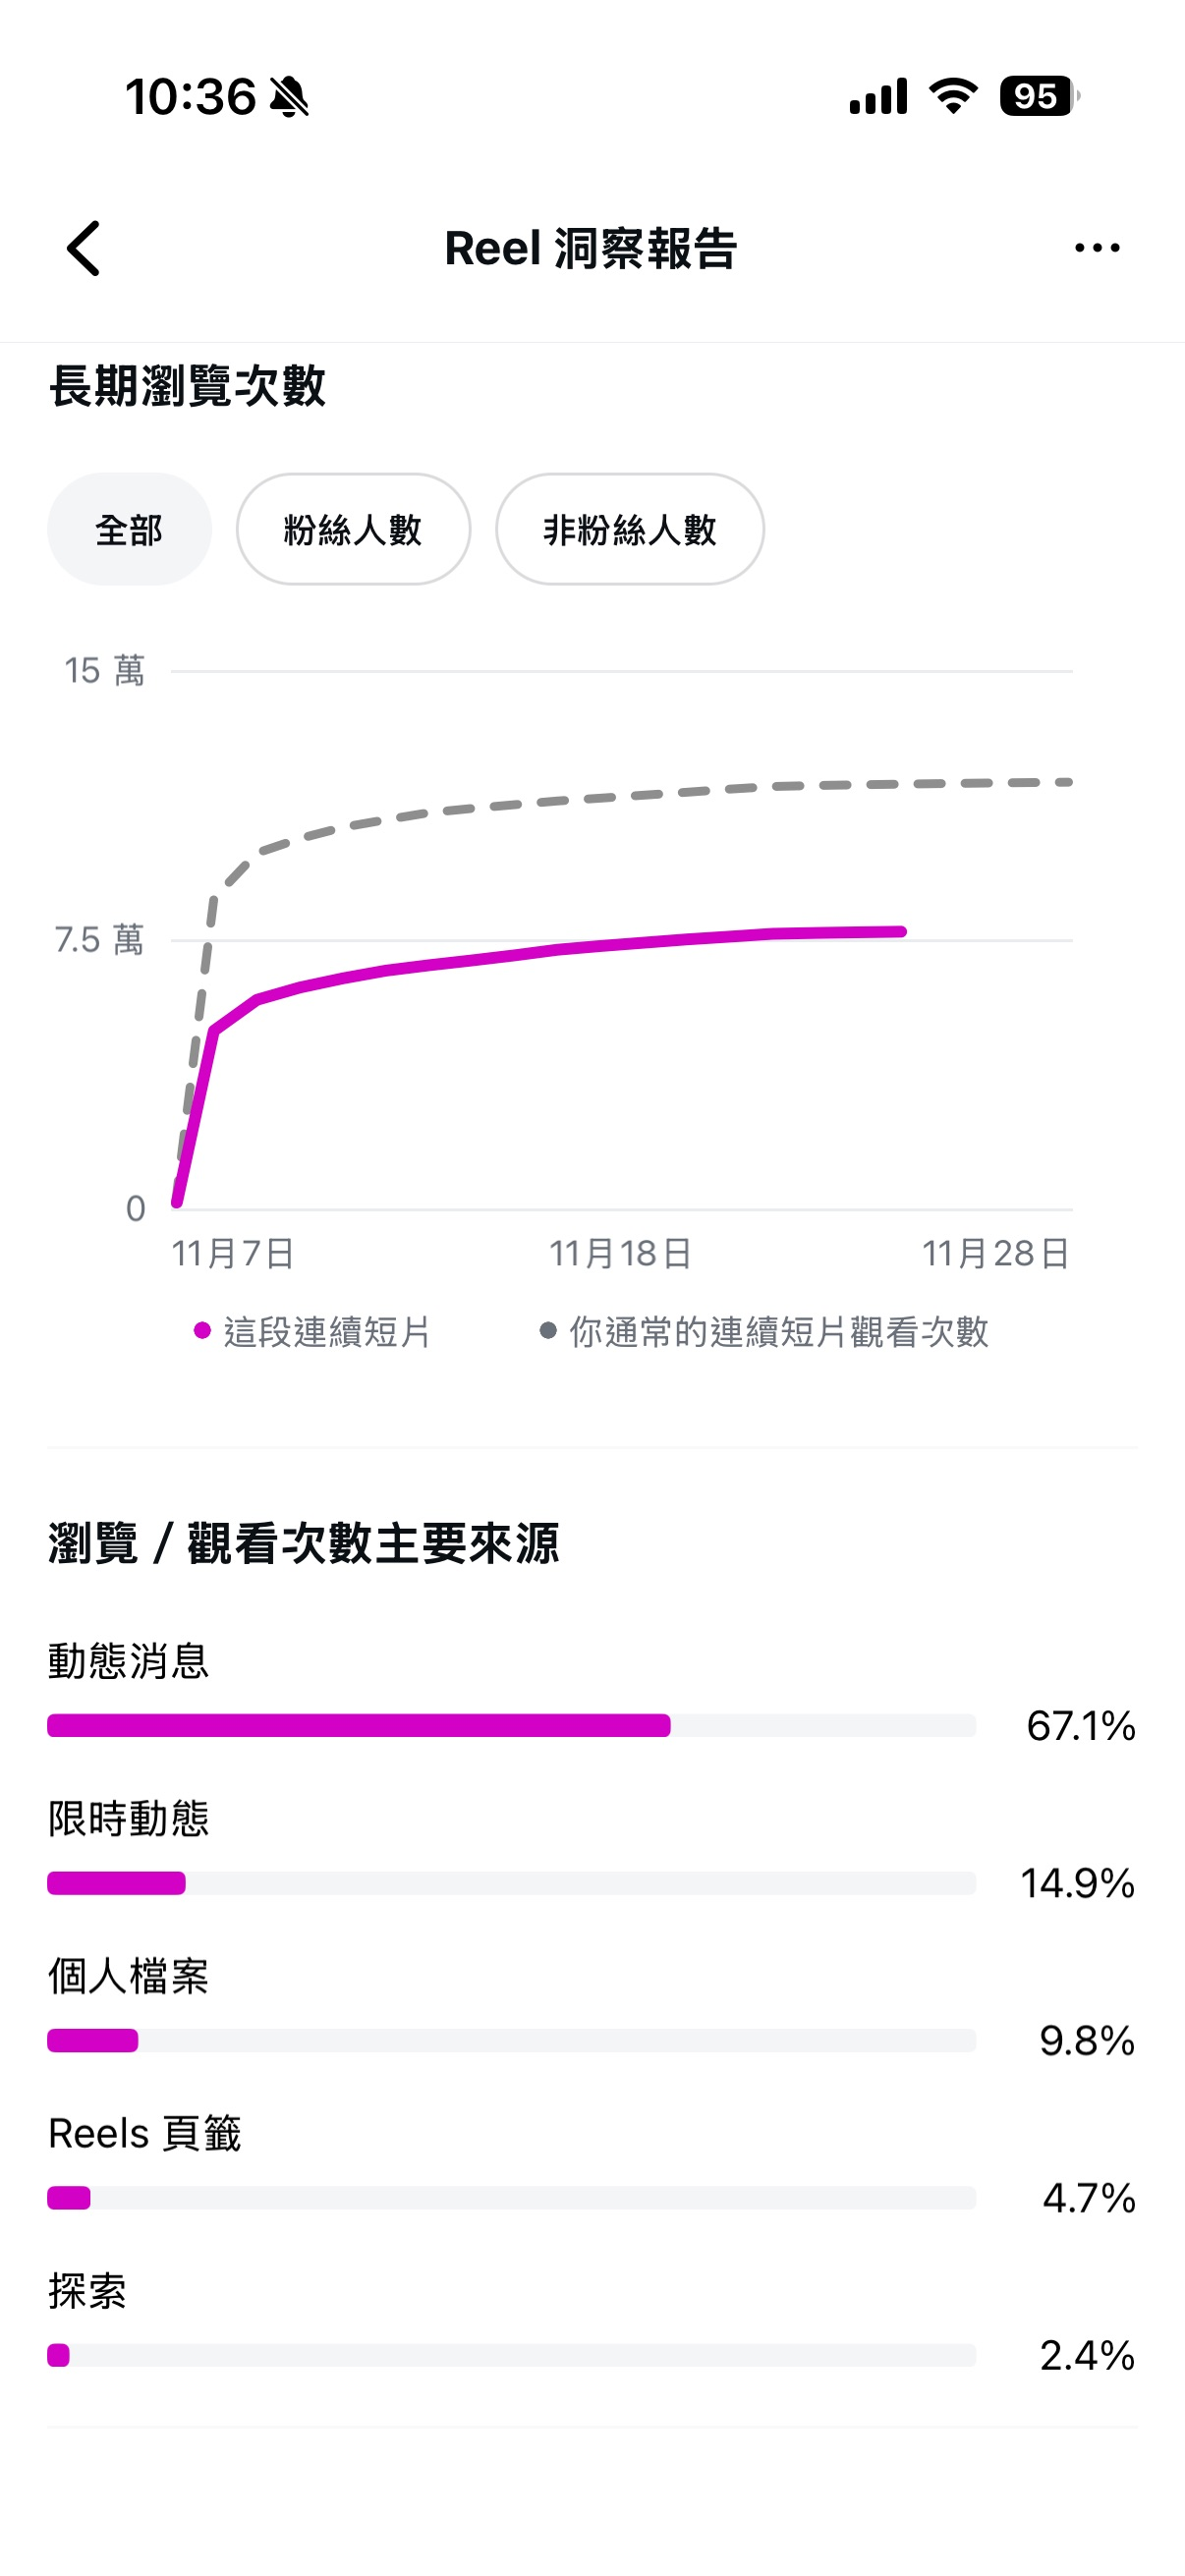 10:36
95
Reel 洞察報告
長期瀏覽次數
全部 粉絲人數 非粉絲人數
15 萬
7.5 萬
0
11月7日 11月18日 11月28日
這段連續短片 你通常的連續短片觀看次數
瀏覽 / 觀看次數主要來源
動態消息
67.1%
限時動態
14.9%
個人檔案
9.8%
Reels 頁籤
4.7%
探索
2.4%